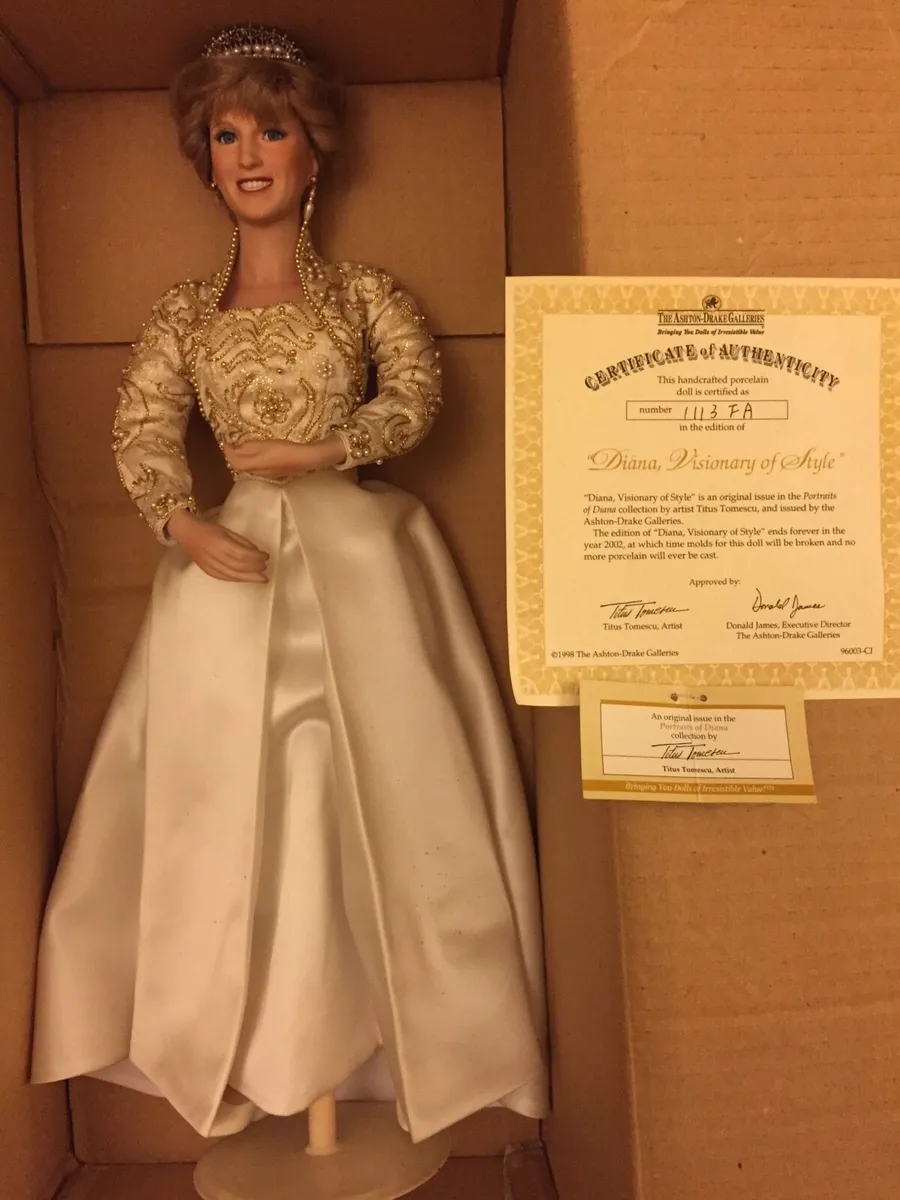 THE ASHTON-DRAKE GALLERIES
Bringing You Dolls of Irresistible Value
CERTIFICATE of AUTHENTICITY
This handcrafted porcelain
doll is certified as
number 1113 FA
in the edition of
"Diana, Visionary of Style"
"Diana, Visionary of Style" is an original issue in the Portraits
of Diana collection by artist Titus Tomescu, and issued by the
Ashton-Drake Galleries.
The edition of "Diana, Visionary of Style" ends forever in the
year 2002, at which time molds for this doll will be broken and no
more porcelain will ever be cast.
Approved by:
Titus Tomescu Donald James
Titus Tomescu, Artist Donald James, Executive Director
The Ashton-Drake Galleries
©1998 The Ashton-Drake Galleries 96003-CI
An original issue in the
Portraits of Diana
collection by
Titus Tomescu
Titus Tomescu, Artist
Bringing You Dolls of Irresistible Value!™